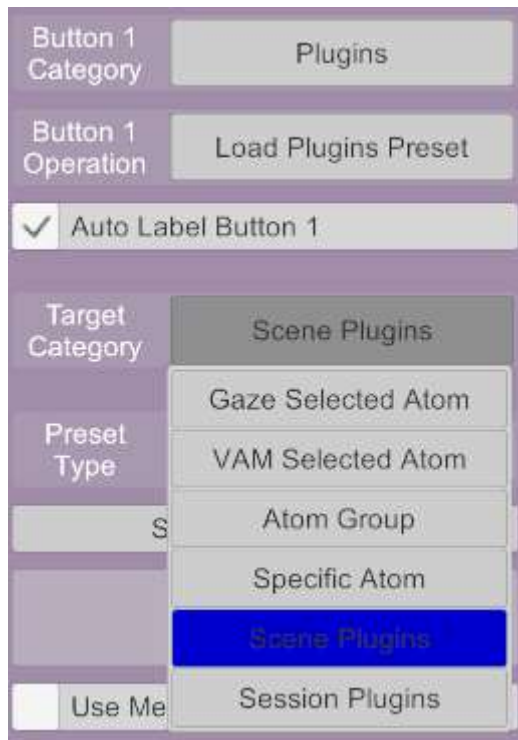 Button 1
Category
Plugins
Button 1
Operation
Load Plugins Preset
Auto Label Button 1
Target
Category
Scene Plugins
Gaze Selected Atom
Preset
Type
VAM Selected Atom
Atom Group
S
Specific Atom
Scene Plugins
Session Plugins
Use Me